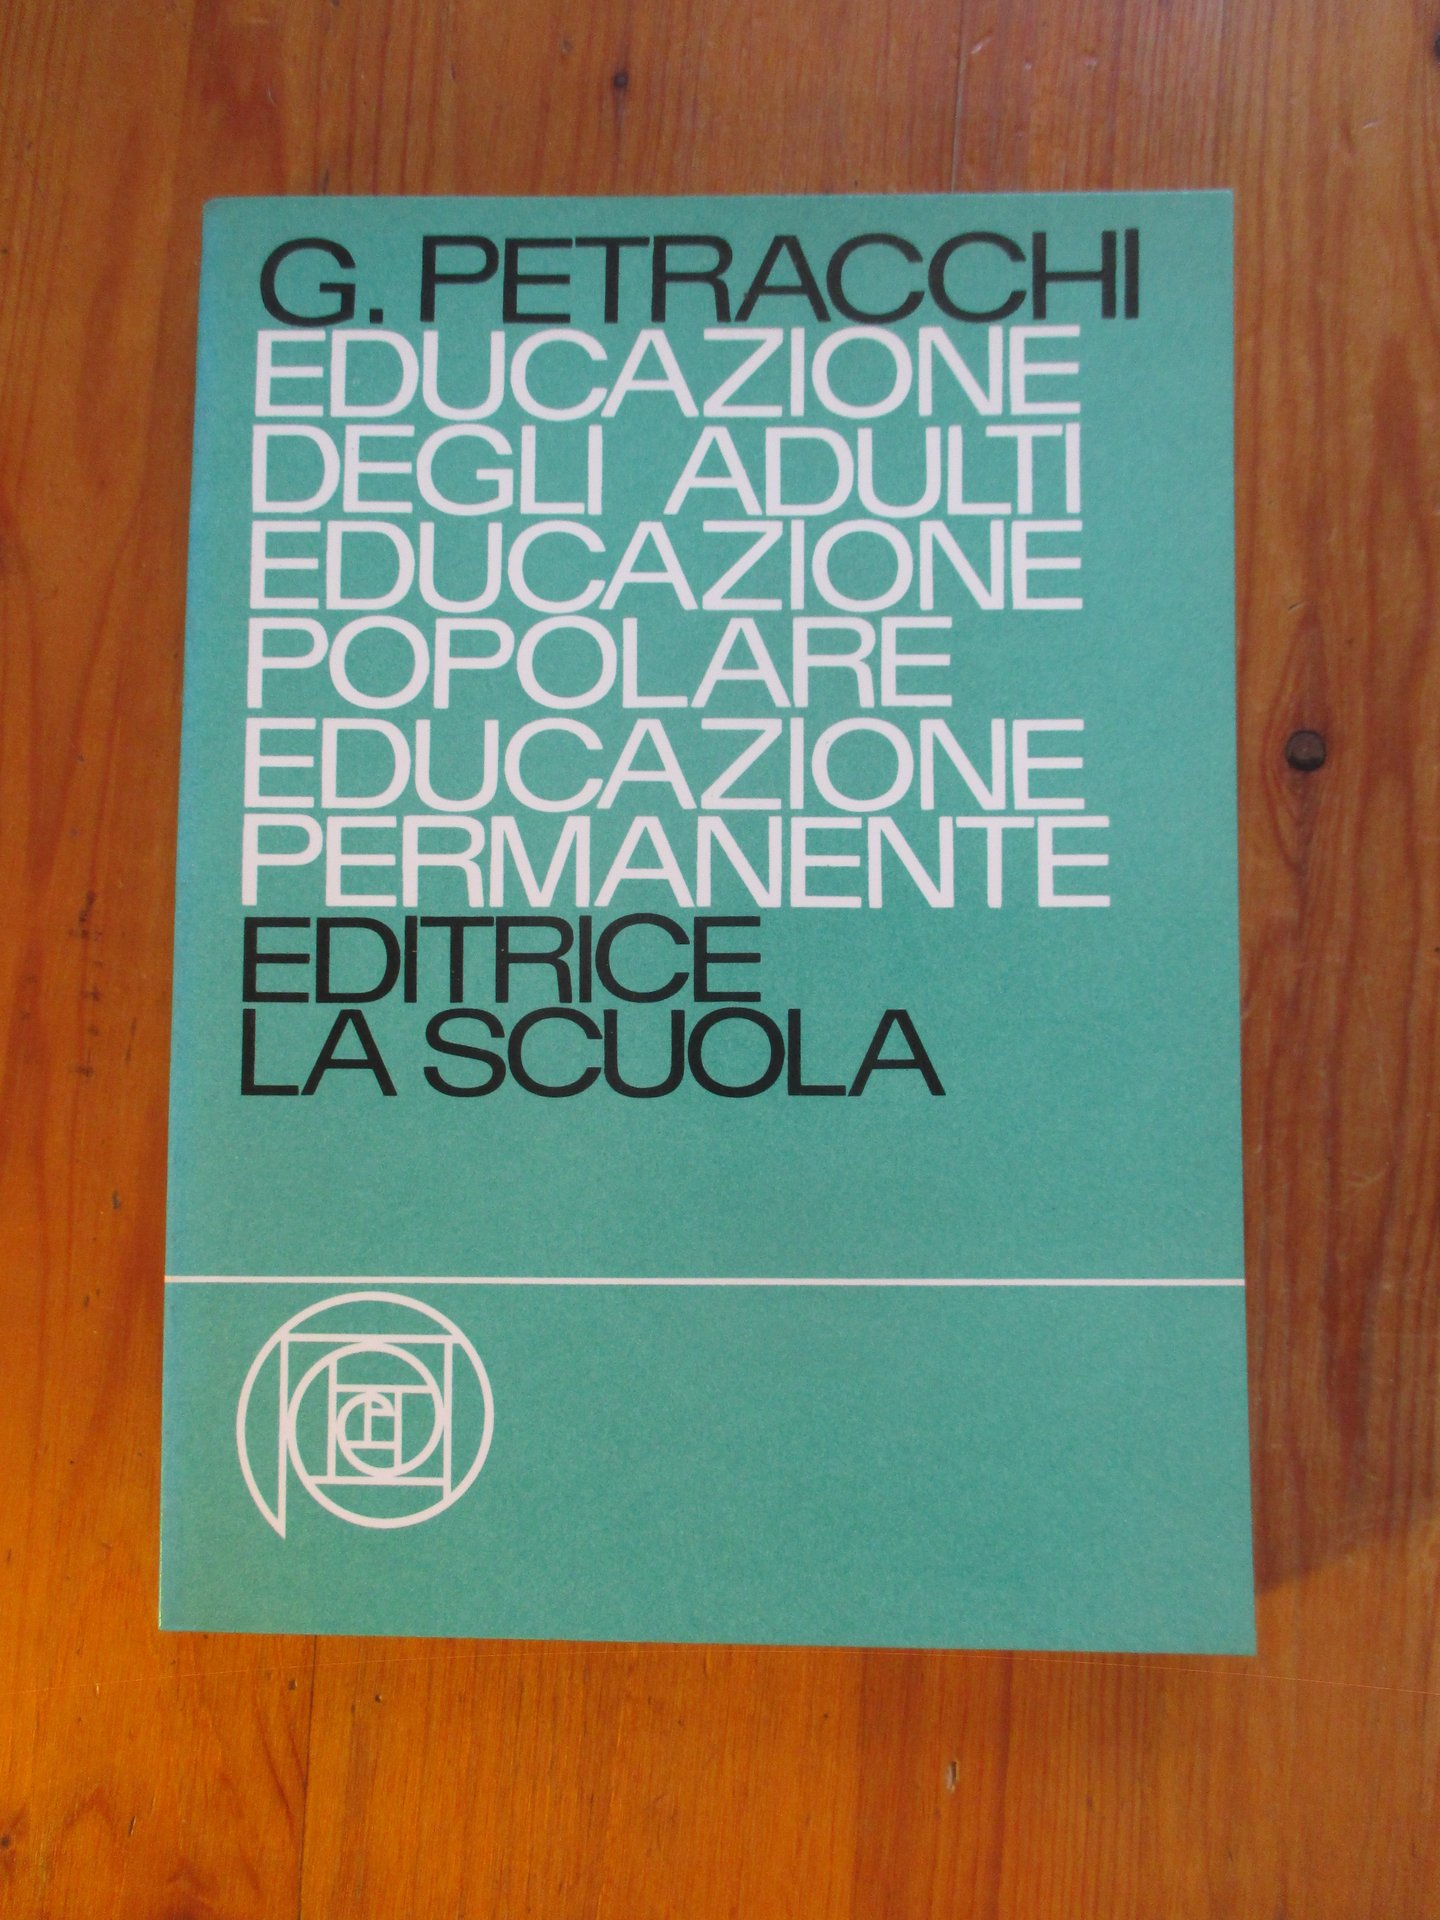 G. PETRACCHI
EDUCAZIONE
DEGLI ADULTI
EDUCAZIONE
POPOLARE
EDUCAZIONE
PERMANENTE
EDITRICE
LA SCUOLA